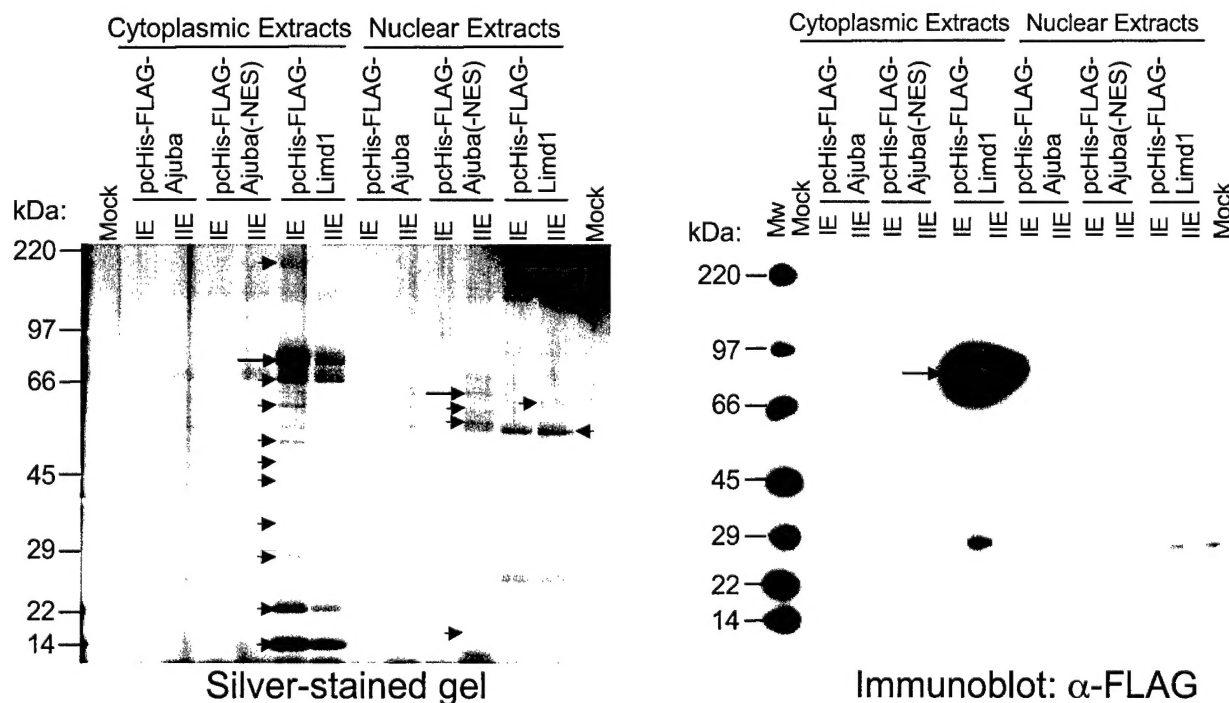 Cytoplasmic Extracts Nuclear Extracts
pcHis-FLAG-
Ajuba
pcHis-FLAG-
Ajuba(-NES)
pcHis-FLAG-
Limd1
pcHis-FLAG-
Ajuba
pcHis-FLAG-
Ajuba(-NES)
pcHis-FLAG-
Limd1
kDa:
Mock
IE
IIE
IE
IIE
IE
IIE
IE
IIE
IE
IIE
IE
IIE
Mock
220
97
66
45
29
22
14
Silver-stained gel
Cytoplasmic Extracts Nuclear Extracts
pcHis-FLAG-
Ajuba
pcHis-FLAG-
Ajuba(-NES)
pcHis-FLAG-
Limd1
pcHis-FLAG-
Ajuba
pcHis-FLAG-
Ajuba(-NES)
pcHis-FLAG-
Limd1
kDa:
Mw
Mock
IE
IIE
IE
IIE
IE
IIE
IE
IIE
IE
IIE
IE
IIE
Mock
220
97
66
45
29
22
14
Immunoblot: α-FLAG